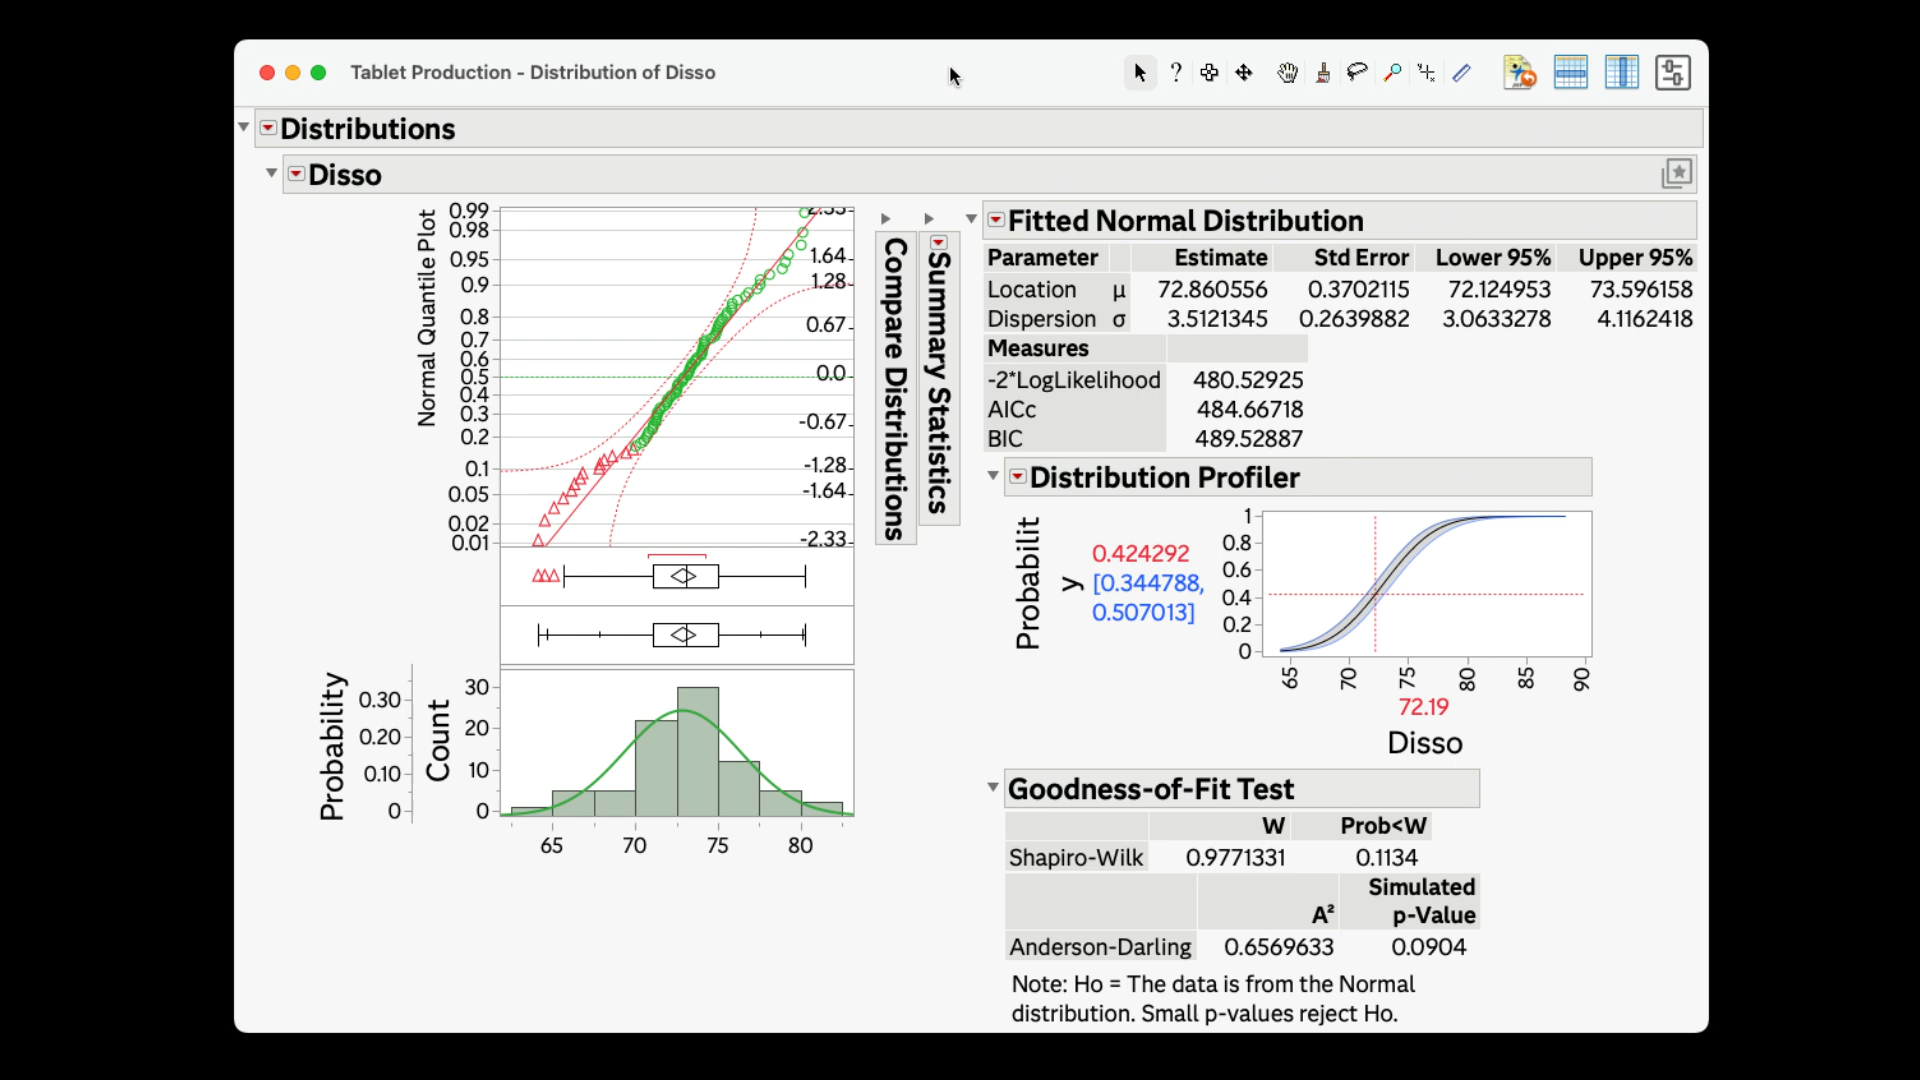 Tablet Production - Distribution of Disso
?
Distributions
Disso
Normal Quantile Plot
0.99
0.98
0.95
0.9
0.8
0.7
0.6
0.5
0.4
0.3
0.2
0.1
0.05
0.02
0.01
2.33
1.64
1.28
0.67
0.0
-0.67
-1.28
-1.64
-2.33
Probability
0.30
0.20
0.10
0
Count
30
20
10
0
65 70 75 80
Compare Distributions
Summary Statistics
Fitted Normal Distribution
Parameter Estimate Std Error Lower 95% Upper 95%
Location μ 72.860556 0.3702115 72.124953 73.596158
Dispersion σ 3.5121345 0.2639882 3.0633278 4.1162418
Measures
-2*LogLikelihood 480.52925
AICc 484.66718
BIC 489.52887
Distribution Profiler
Probabilit
y
0.424292
[0.344788,
0.507013]
1
0.8
0.6
0.4
0.2
0
65 70 75 80 85 90
72.19
Disso
Goodness-of-Fit Test
W Prob<W
Shapiro-Wilk 0.9771331 0.1134
Simulated
A² p-Value
Anderson-Darling 0.6569633 0.0904
Note: Ho = The data is from the Normal
distribution. Small p-values reject Ho.